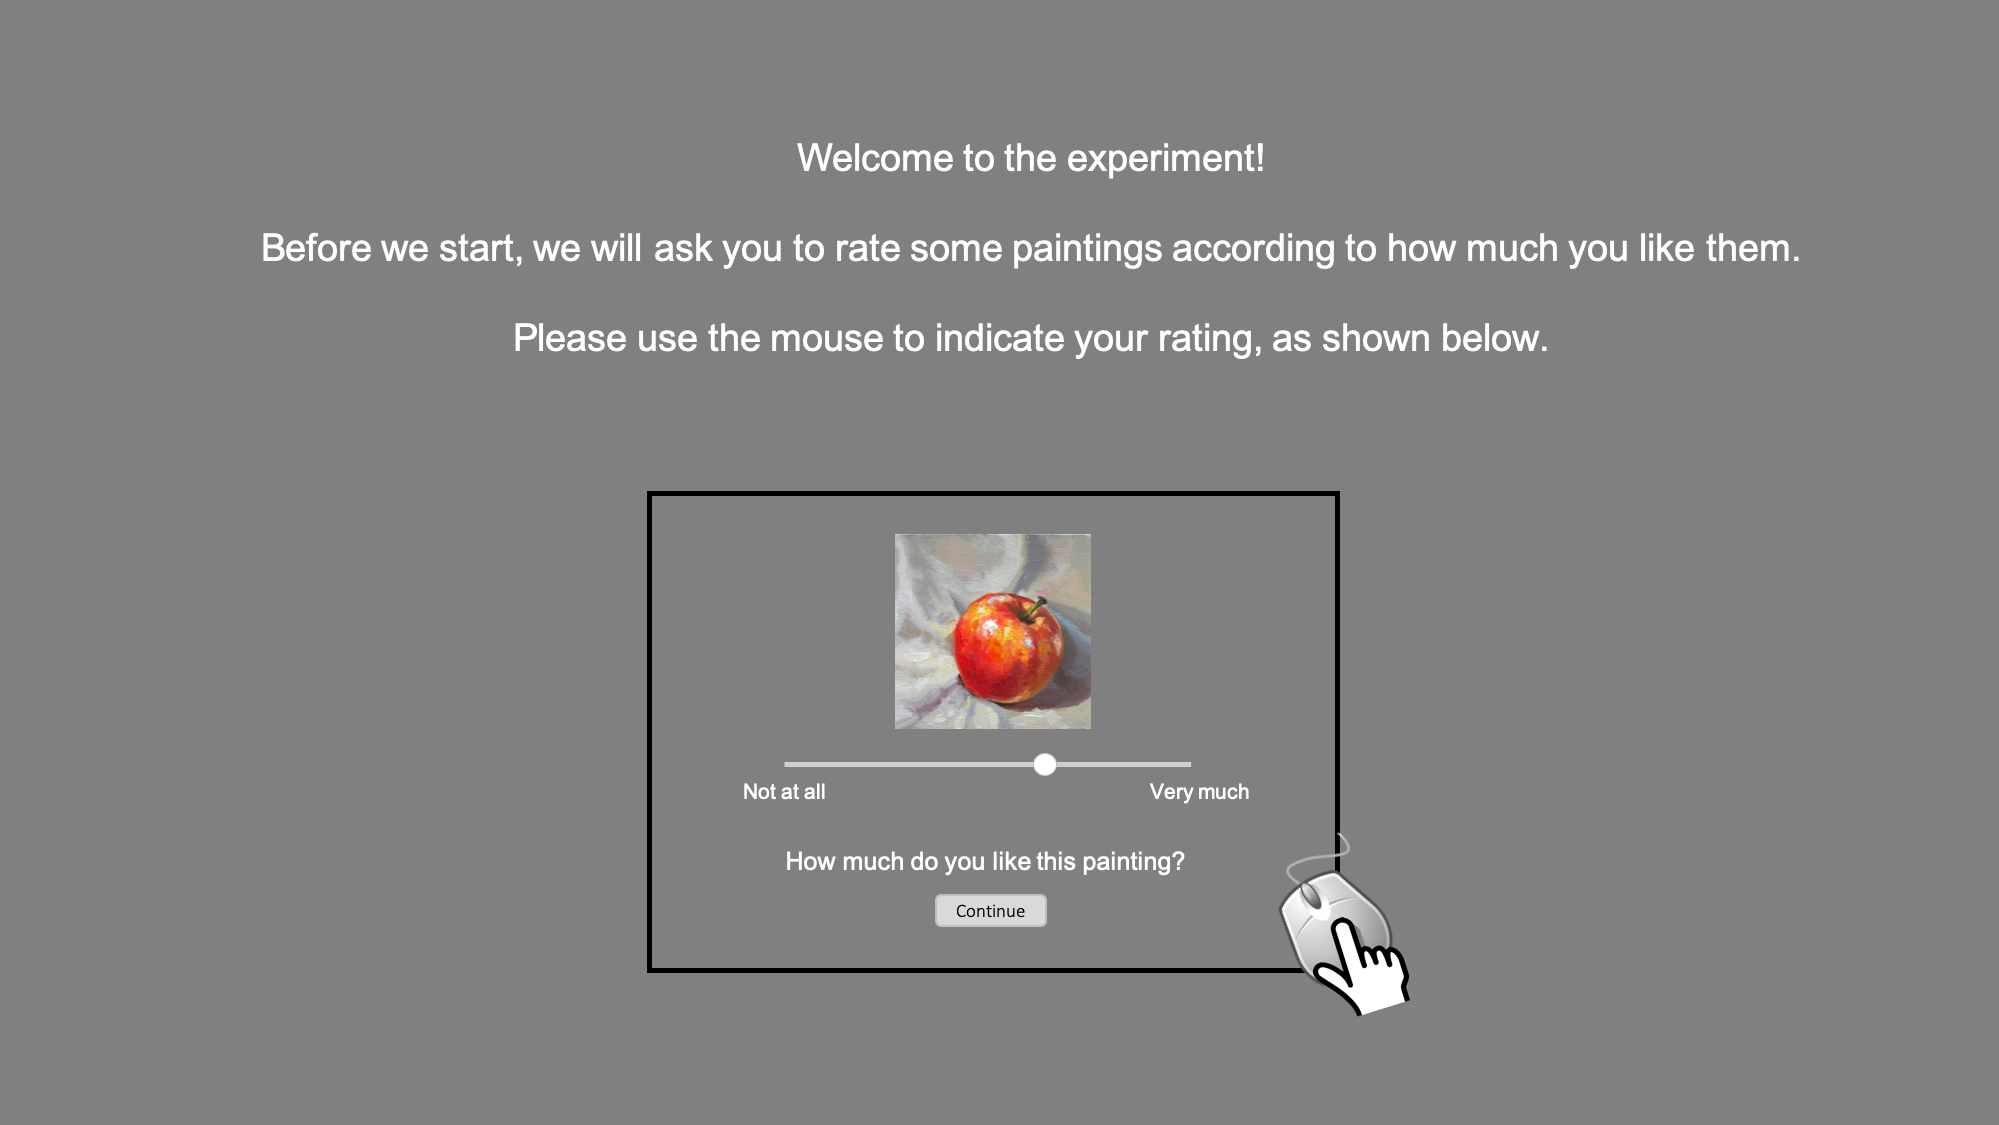 Welcome to the experiment!
Before we start, we will ask you to rate some paintings according to how much you like them.
Please use the mouse to indicate your rating, as shown below.
Not at all
Very much
How much do you like this painting?
Continue